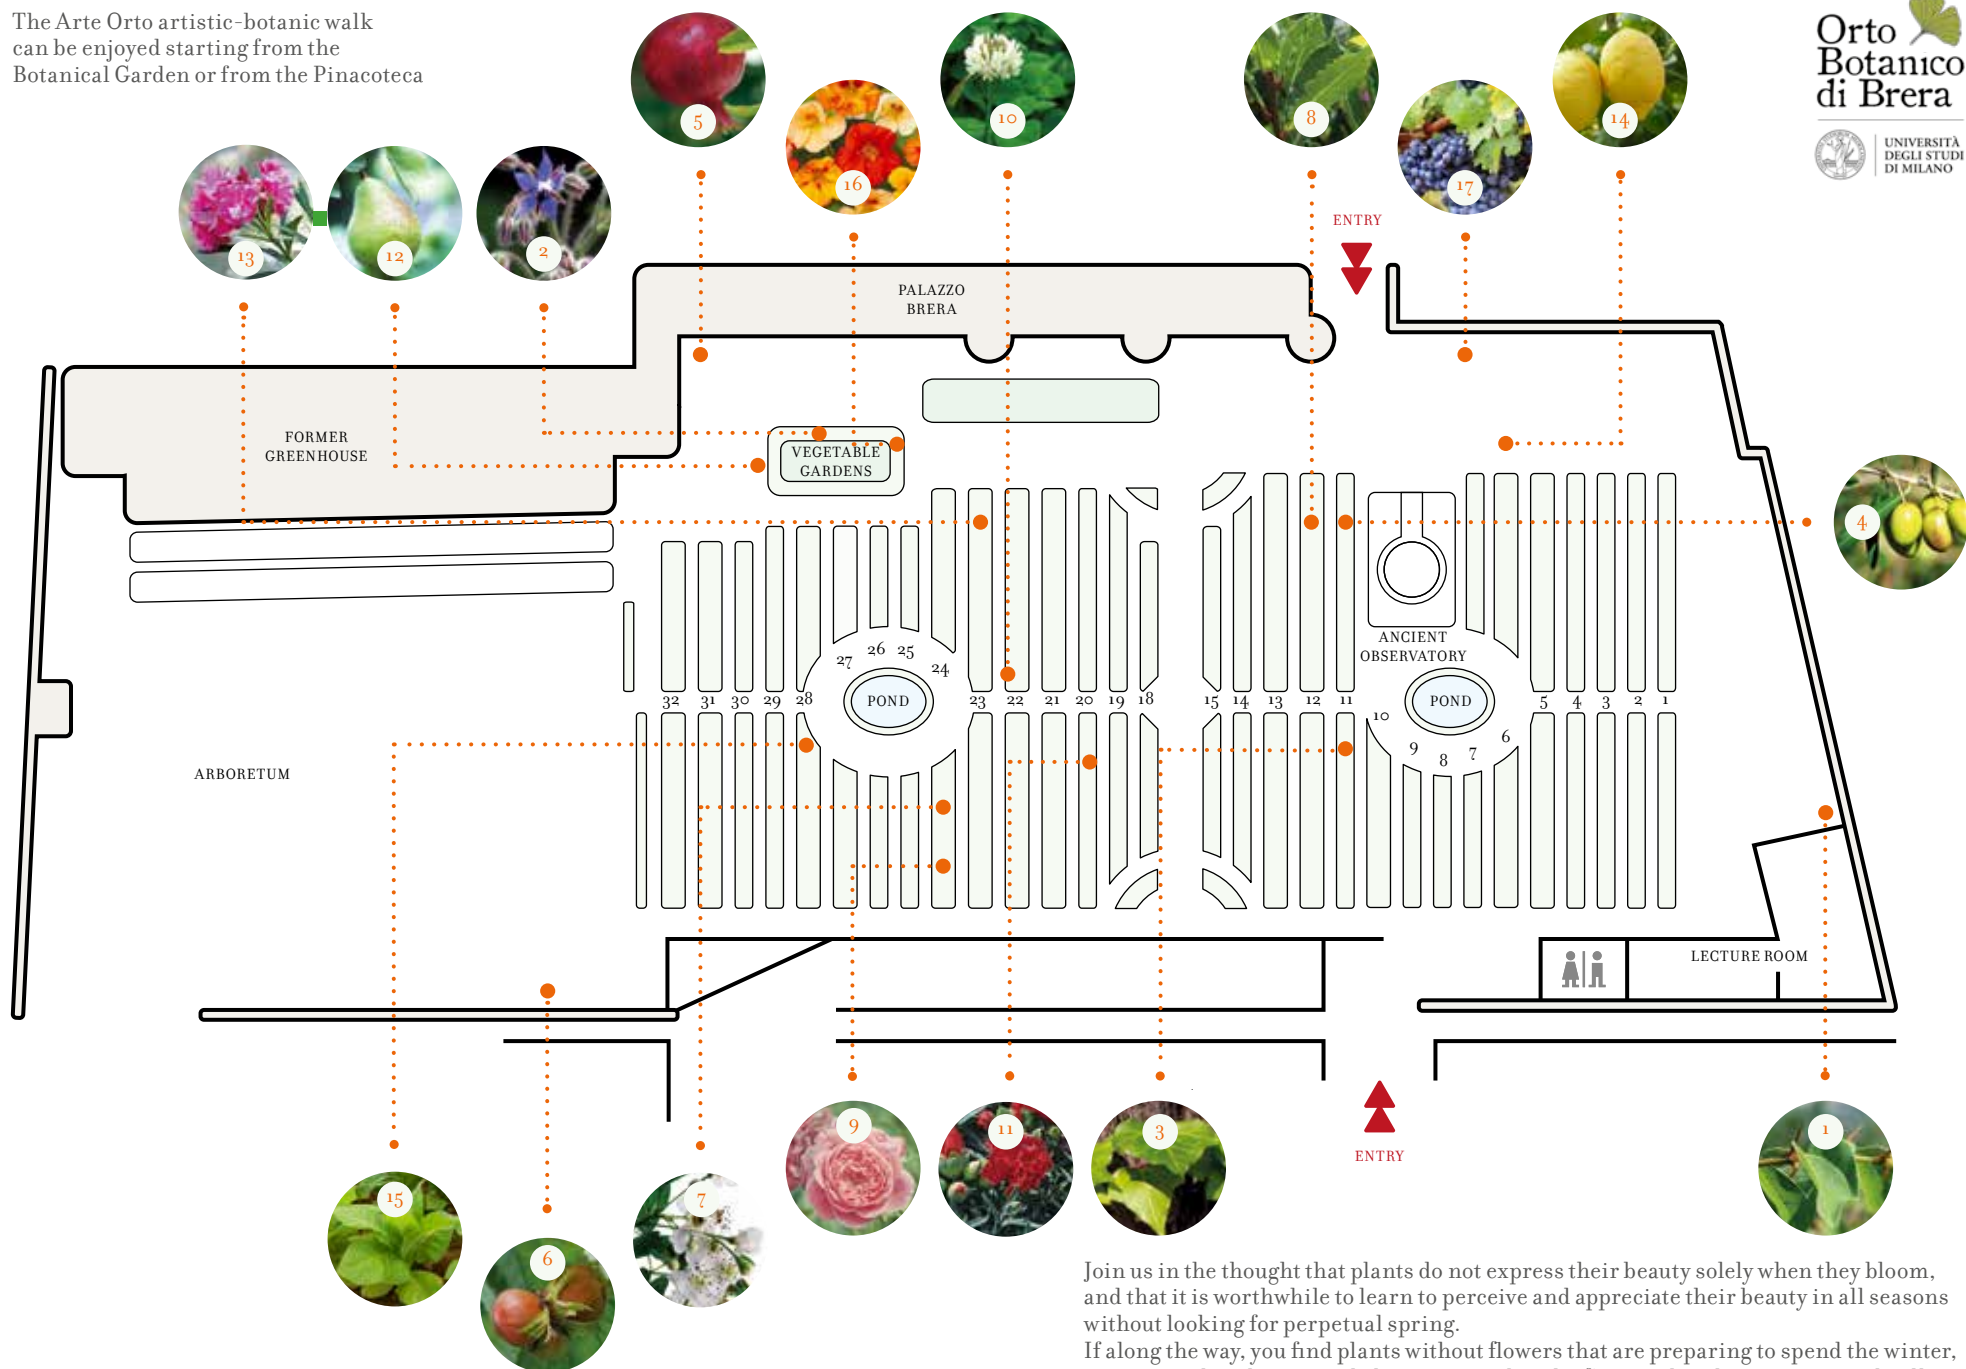 The Arte Orto artistic-botanic walk
can be enjoyed starting from the
Botanical Garden or from the Pinacoteca
Orto
Botanico
di Brera
UNIVERSITÀ
DEGLI STUDI
DI MILANO
5
10
8
14
16
17
13
12
2
ENTRY
PALAZZO
BRERA
FORMER
GREENHOUSE
VEGETABLE
GARDENS
4
ANCIENT
OBSERVATORY
27 26 25 24
POND
POND
32 31 30 29 28 23 22 21 20 19 18 15 14 13 12 11 5 4 3 2 1
10 9 8 7 6
ARBORETUM
LECTURE ROOM
9
11
3
1
ENTRY
15
7
6
Join us in the thought that plants do not express their beauty solely when they bloom,
and that it is worthwhile to learn to perceive and appreciate their beauty in all seasons
without looking for perpetual spring.
If along the way, you find plants without flowers that are preparing to spend the winter,